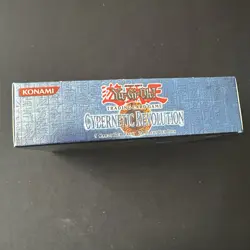 KONAMI
Yu-Gi-Oh!
TRADING CARD GAME
CYBERNETIC REVOLUTION